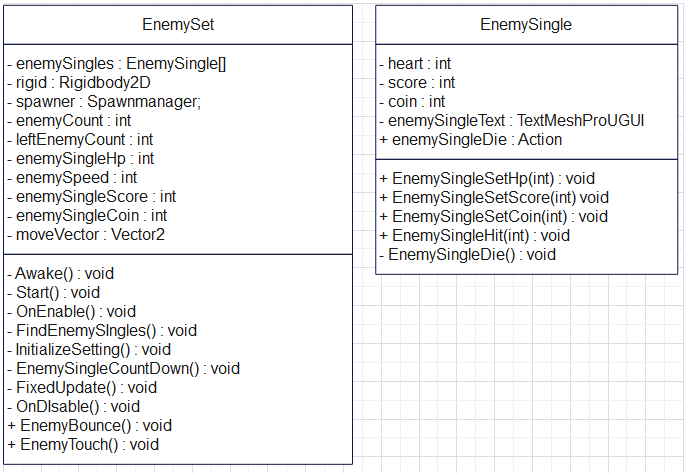 EnemySet
- enemySingles : EnemySingle[]
- rigid : Rigidbody2D
- spawner : Spawnmanager;
- enemyCount : int
- leftEnemyCount : int
- enemySingleHp : int
- enemySpeed : int
- enemySingleScore : int
- enemySingleCoin : int
- moveVector : Vector2
- Awake() : void
- Start() : void
- OnEnable() : void
- FindEnemySIngles() : void
- InitializeSetting() : void
- EnemySingleCountDown() : void
- FixedUpdate() : void
- OnDIsable() : void
+ EnemyBounce() : void
+ EnemyTouch() : void
EnemySingle
- heart : int
- score : int
- coin : int
- enemySingleText : TextMeshProUGUI
+ enemySingleDie : Action
+ EnemySingleSetHp(int) : void
+ EnemySingleSetScore(int) void
+ EnemySingleSetCoin(int) : void
+ EnemySingleHit(int) : void
- EnemySingleDie() : void